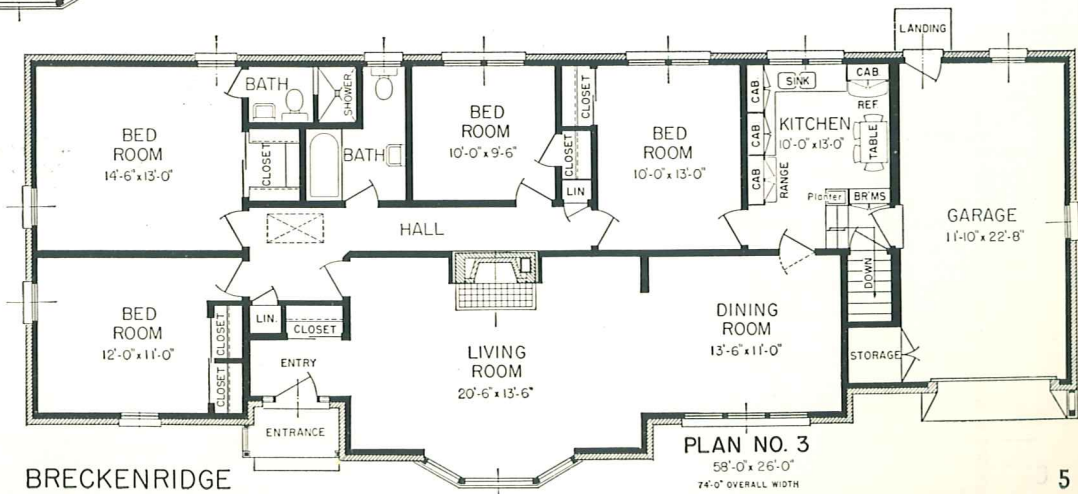 LANDING
BATH
SHOWER
BED
ROOM
14'-6" x 13'-0"
CLOSET
BATH
BED
ROOM
10'-0" x 9'-6"
CLOSET
CLOSET
LIN
BED
ROOM
10'-0" x 13'-0"
CAB
CAB
CAB
SINK
CAB
REF
KITCHEN
10'-0" x 13'-0"
TABLE
RANGE
Planter
BR'MS
GARAGE
11'-10" x 22'-8"
HALL
DOWN
BED
ROOM
12'-0" x 11'-0"
CLOSET
CLOSET
LIN.
CLOSET
ENTRY
ENTRANCE
LIVING
ROOM
20'-6" x 13'-6"
DINING
ROOM
13'-6" x 11'-0"
STORAGE
BRECKENRIDGE
PLAN NO. 3
58'-0" x 26'-0"
74'-0" OVERALL WIDTH
5